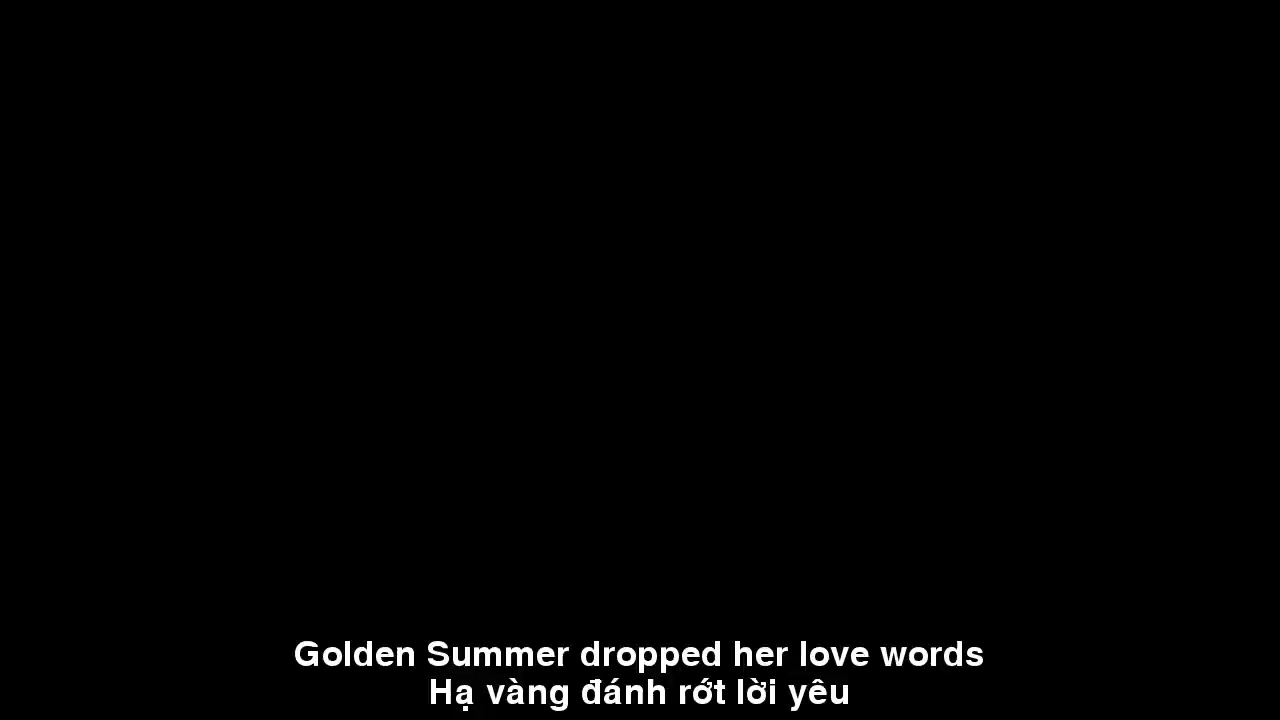 Golden Summer dropped her love words
Hạ vàng đánh rớt lời yêu